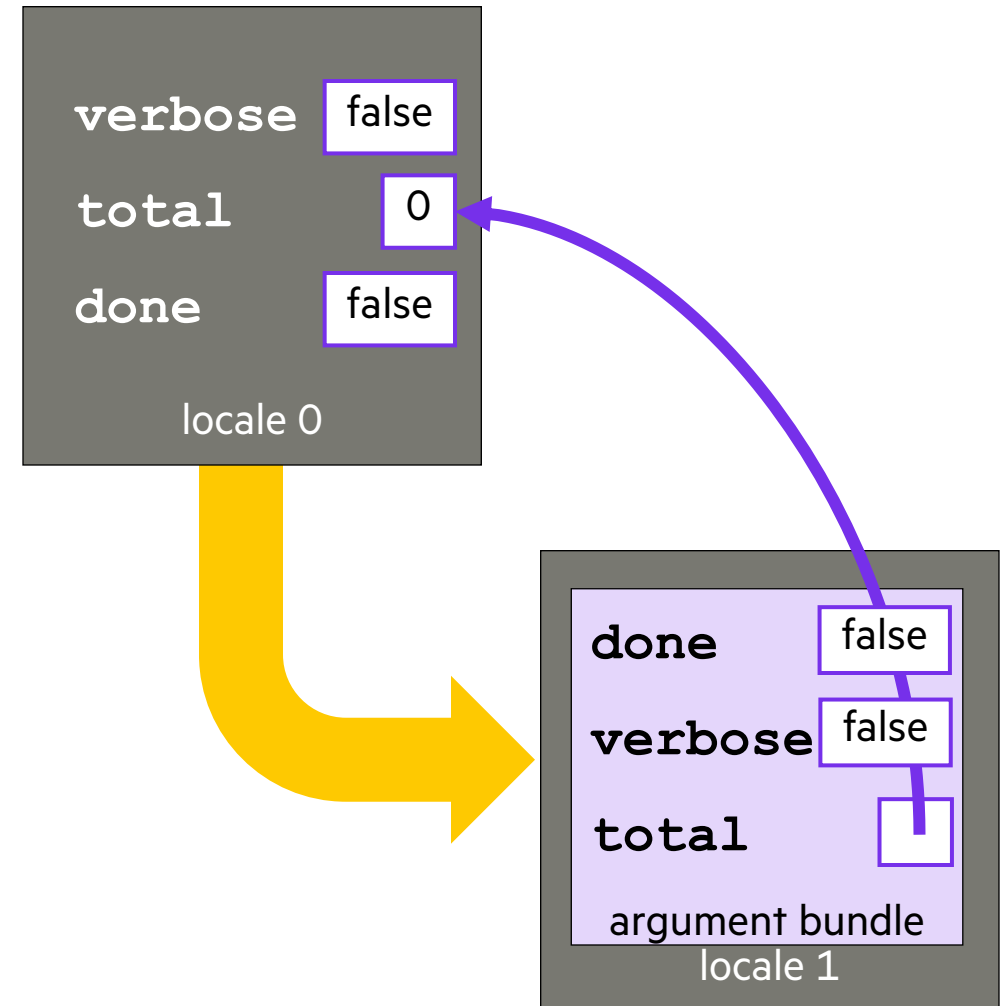 verbose false
total 0
done false
locale 0
done false
verbose false
total
argument bundle
locale 1